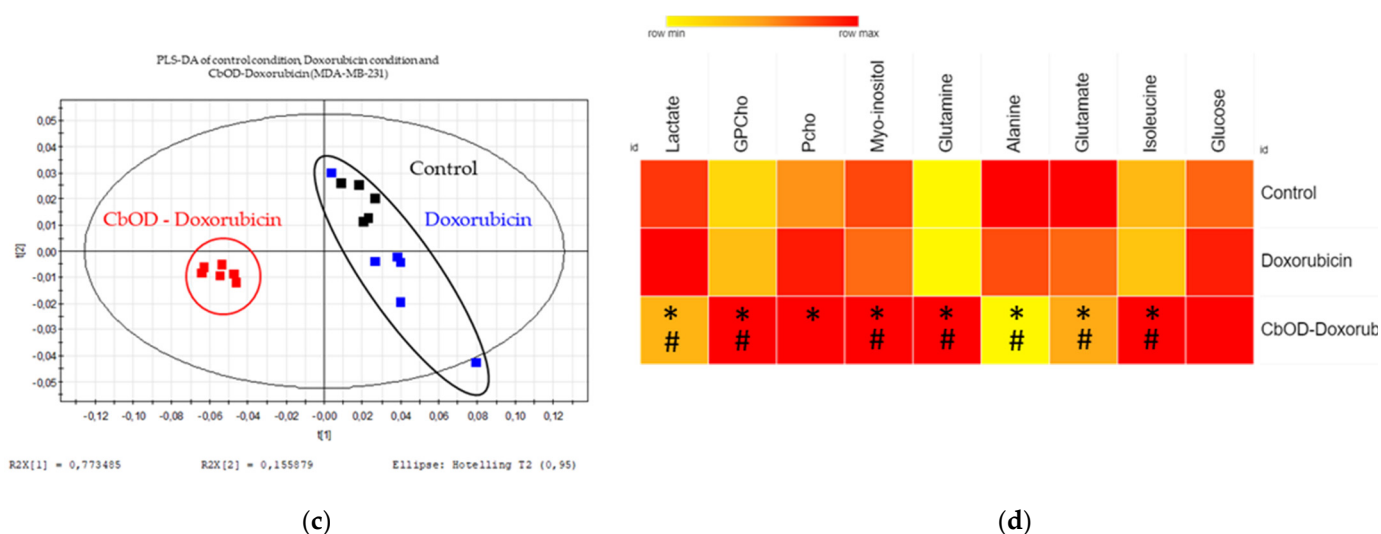 PLS-DA of control condition, Doxorubicin condition and
CbOD-Doxorubicin (MDA-MB-231)
0,05
0,04
0,03
0,02
0,01
0,00
-0,01
-0,02
-0,03
-0,04
-0,05
t[2]
Control
Doxorubicin
CbOD - Doxorubicin
-0,12 -0,10 -0,08 -0,06 -0,04 -0,02 -0,00 0,02 0,04 0,06 0,08 0,10 0,12
t[1]
R2X[1] = 0,773485 R2X[2] = 0,155879 Ellipse: Hotelling T2 (0,95)
(c)
row min row max
id Lactate GPCho Pcho Myo-inositol Glutamine Alanine Glutamate Isoleucine Glucose id
Control
Doxorubicin
* * * * * * * *
# # # # # # #
CbOD-Doxorub
(d)